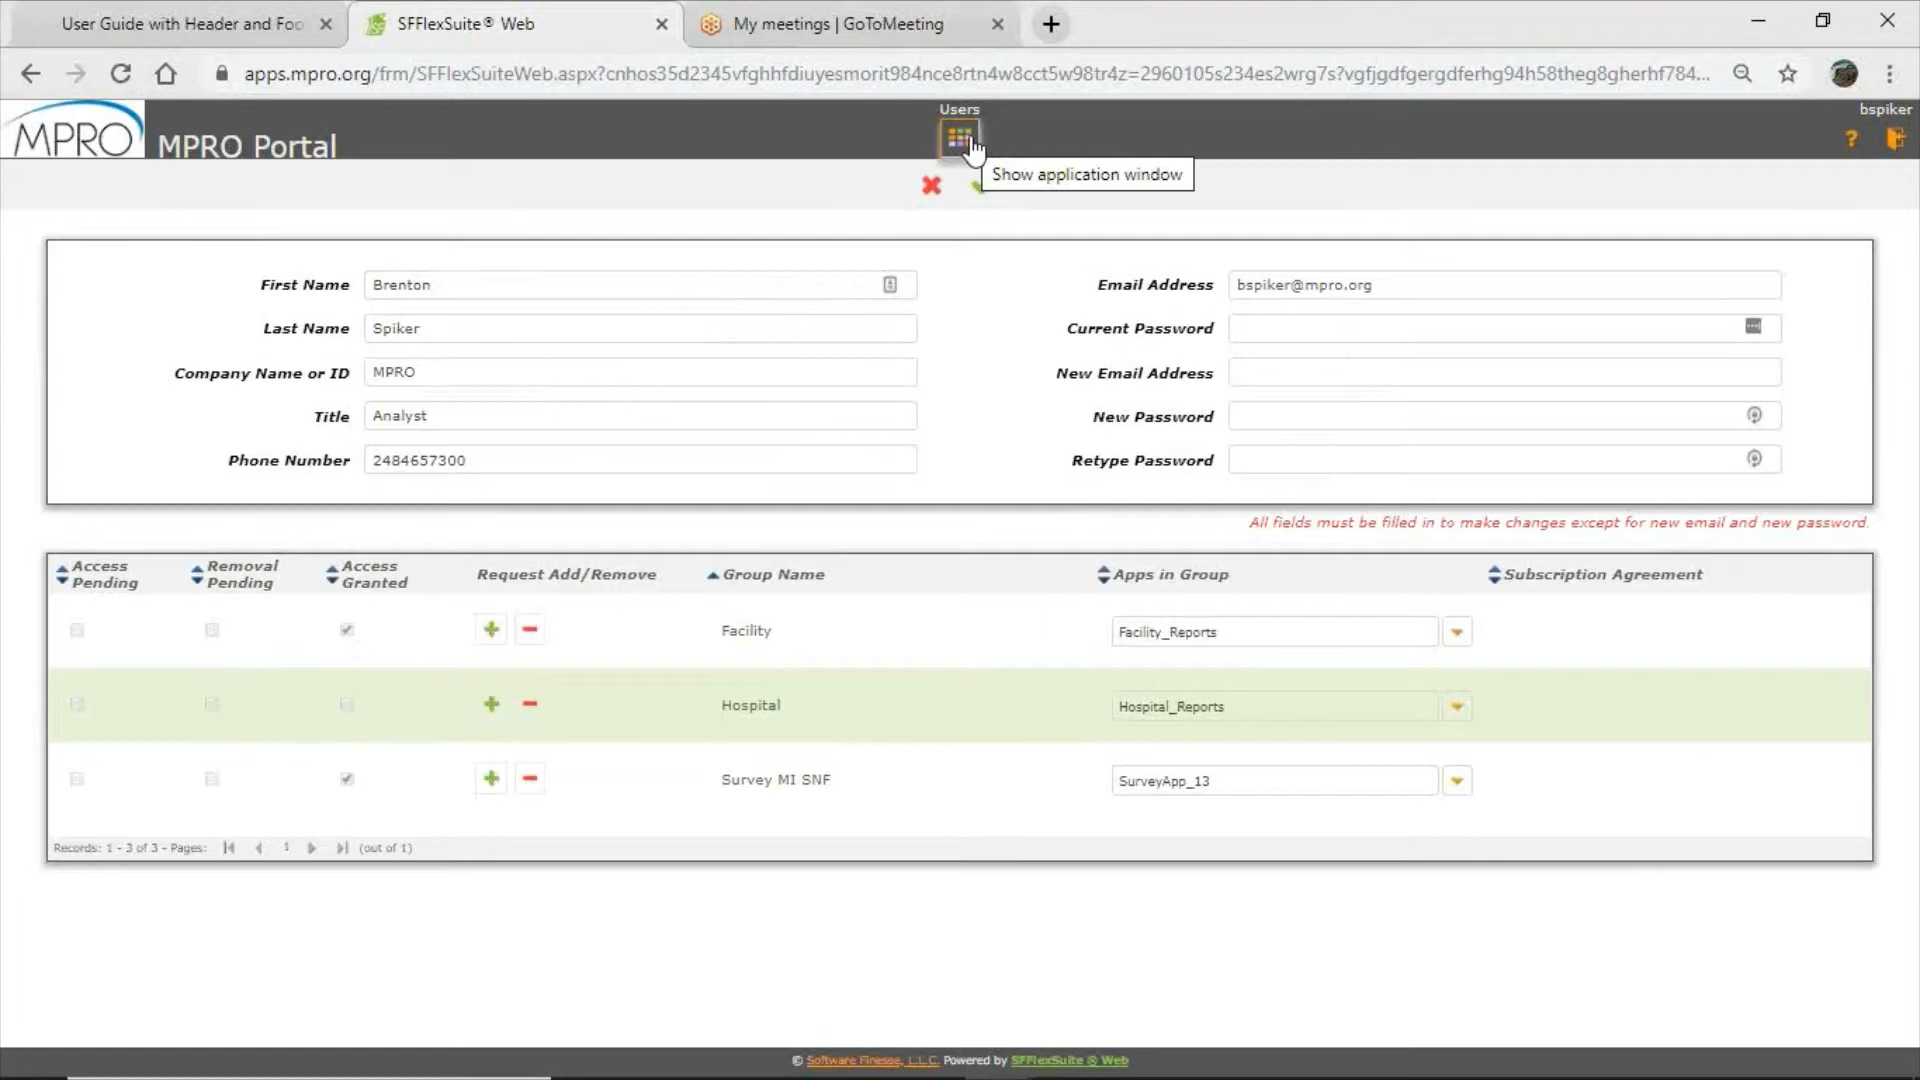 User Guide with Header and Foo
SFFlexSuite® Web
My meetings | GoToMeeting
apps.mpro.org/frm/SFFlexSuiteWeb.aspx?cnhos35d2345vfghhfdiuyesmorit984nce8rtn4w8cct5w98tr4z=2960105s234es2wrg7s?vgfjgdfgergdferhg94h58theg8gherhf784...
MPRO
MPRO Portal
Users
bspiker
?
Show application window
First Name Brenton
Last Name Spiker
Company Name or ID MPRO
Title Analyst
Phone Number 2484657300
Email Address bspiker@mpro.org
Current Password
New Email Address
New Password
Retype Password
All fields must be filled in to make changes except for new email and new password.
Access Pending Removal Pending Access Granted Request Add/Remove Group Name Apps in Group Subscription Agreement
Facility Facility_Reports
Hospital Hospital_Reports
Survey MI SNF SurveyApp_13
Records: 1 - 3 of 3 - Pages: 1 (out of 1)
© Software Finesse, L.L.C. Powered by SFFlexSuite ® Web